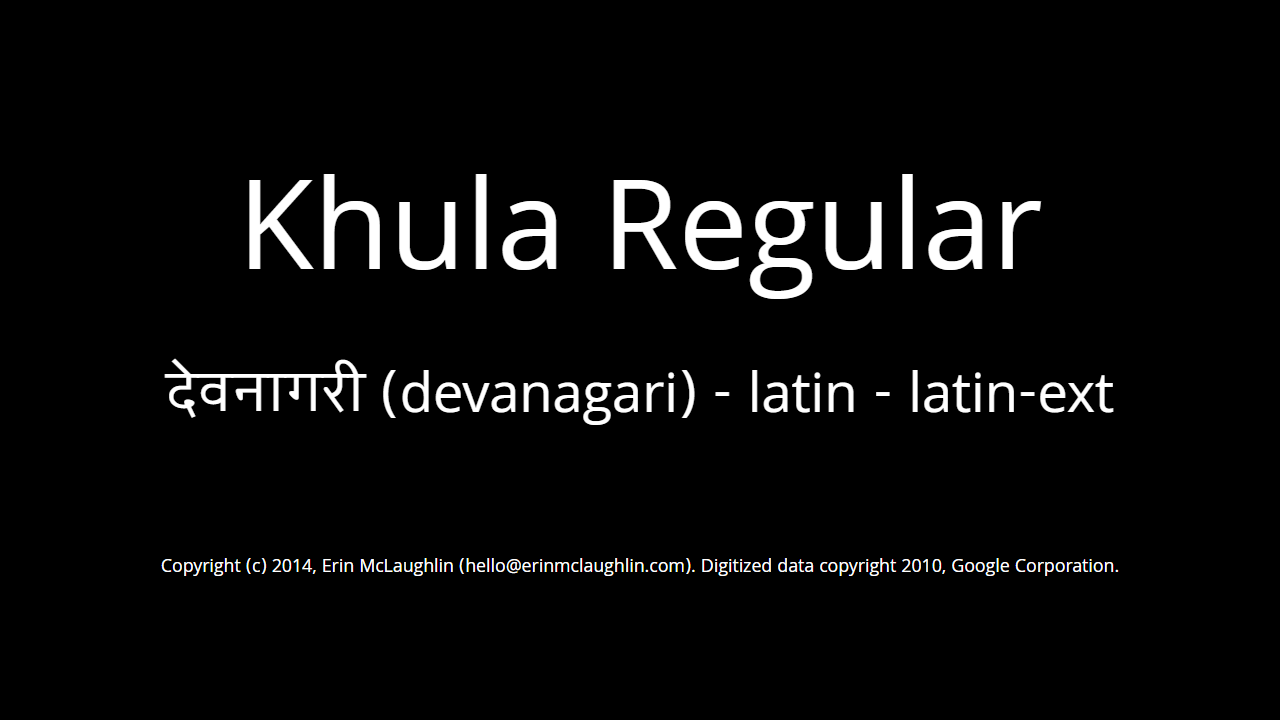 Khula Regular
देवनागरी (devanagari) - latin - latin-ext
Copyright (c) 2014, Erin McLaughlin (hello@erinmclaughlin.com). Digitized data copyright 2010, Google Corporation.